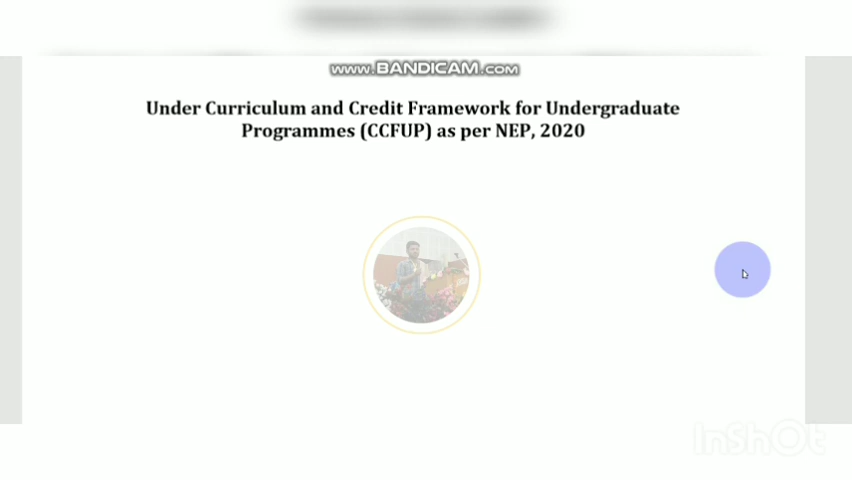 www.BANDICAM.com
Under Curriculum and Credit Framework for Undergraduate
Programmes (CCFUP) as per NEP, 2020
InShOt